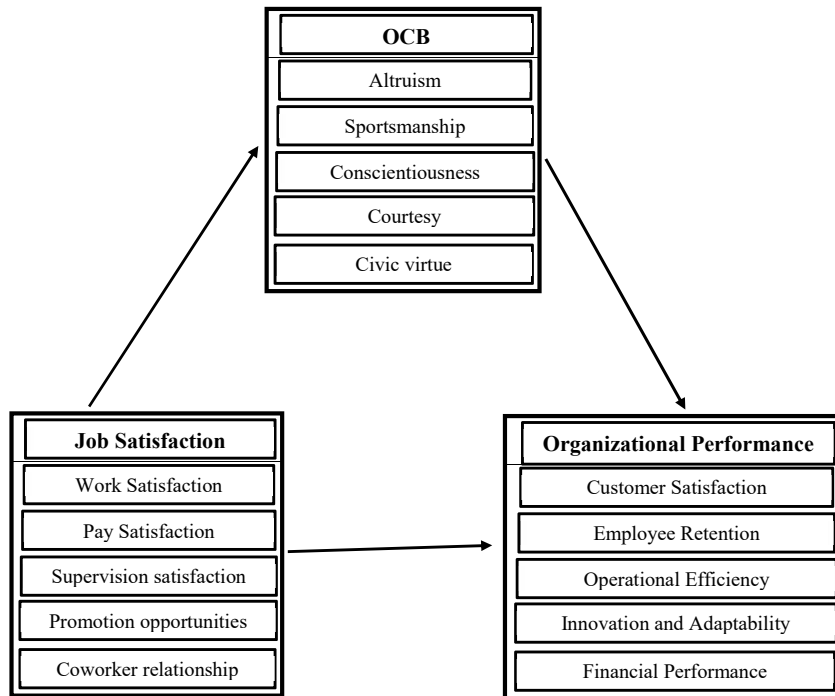 OCB
Altruism
Sportsmanship
Conscientiousness
Courtesy
Civic virtue
Job Satisfaction
Work Satisfaction
Pay Satisfaction
Supervision satisfaction
Promotion opportunities
Coworker relationship
Organizational Performance
Customer Satisfaction
Employee Retention
Operational Efficiency
Innovation and Adaptability
Financial Performance